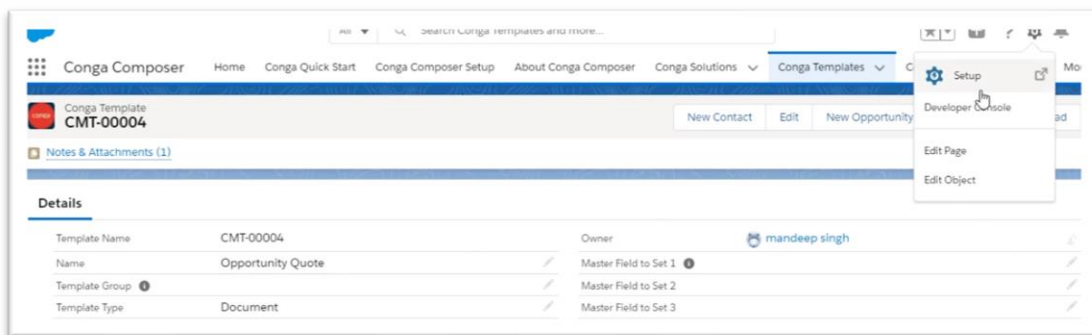 All Search Conga Templates and more...
Conga Composer Home Conga Quick Start Conga Composer Setup About Conga Composer Conga Solutions Conga Templates C Mo
Setup
Conga Template
CMT-00004
New Contact Edit New Opportunity ad
Developer Console
Notes & Attachments (1)
Edit Page
Edit Object
Details
Template Name CMT-00004 Owner mandeep singh
Name Opportunity Quote Master Field to Set 1
Template Group Master Field to Set 2
Template Type Document Master Field to Set 3